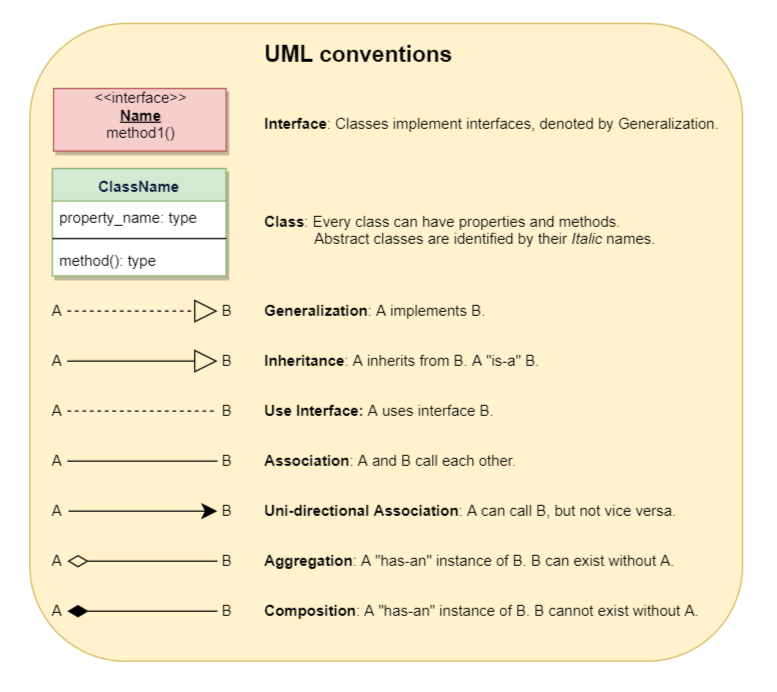 UML conventions
<<interface>>
Name
method1()
Interface: Classes implement interfaces, denoted by Generalization.
ClassName
property_name: type
method(): type
Class: Every class can have properties and methods.
Abstract classes are identified by their Italic names.
A B Generalization: A implements B.
A B Inheritance: A inherits from B. A "is-a" B.
A B Use Interface: A uses interface B.
A B Association: A and B call each other.
A B Uni-directional Association: A can call B, but not vice versa.
A B Aggregation: A "has-an" instance of B. B can exist without A.
A B Composition: A "has-an" instance of B. B cannot exist without A.